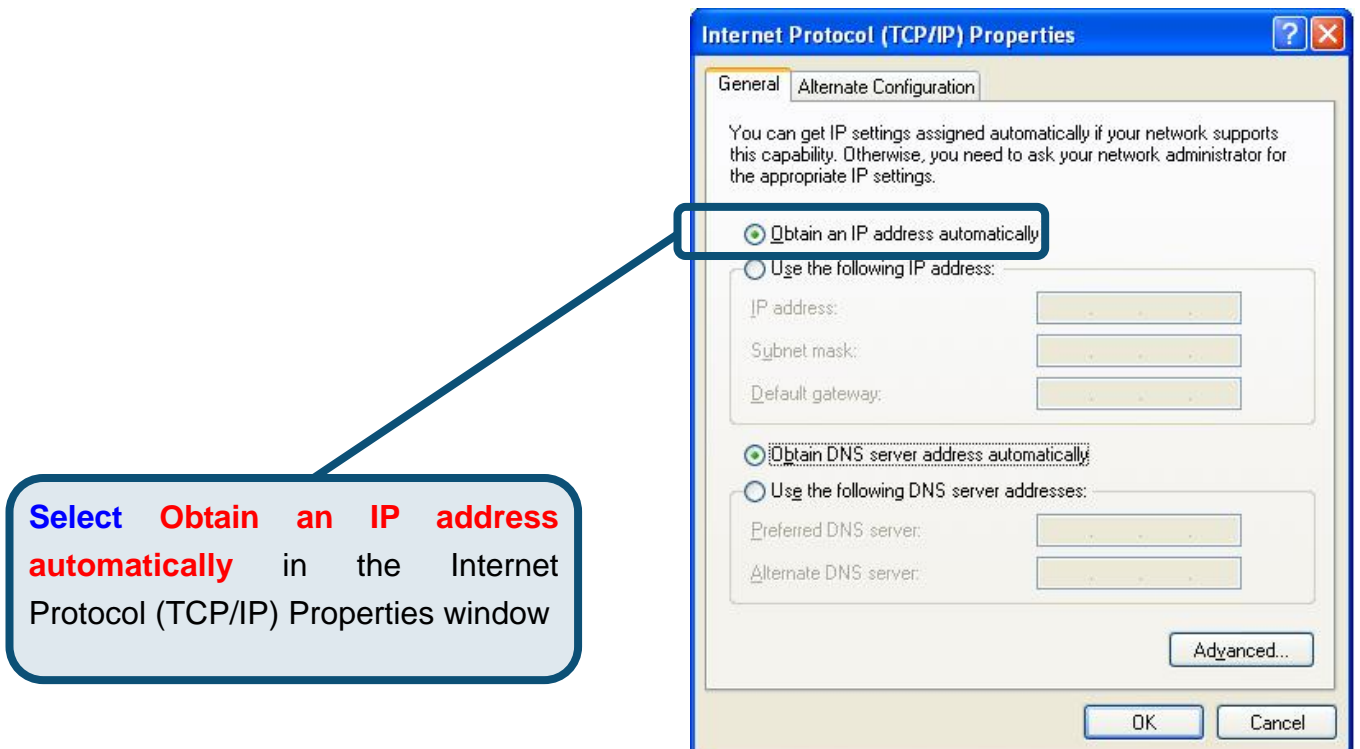 Internet Protocol (TCP/IP) Properties
General
Alternate Configuration
You can get IP settings assigned automatically if your network supports
this capability. Otherwise, you need to ask your network administrator for
the appropriate IP settings.
Obtain an IP address automatically
Use the following IP address:
IP address:
Subnet mask:
Default gateway:
Obtain DNS server address automatically
Use the following DNS server addresses:
Preferred DNS server:
Alternate DNS server:
Advanced...
OK
Cancel
Select Obtain an IP address
automatically in the Internet
Protocol (TCP/IP) Properties window